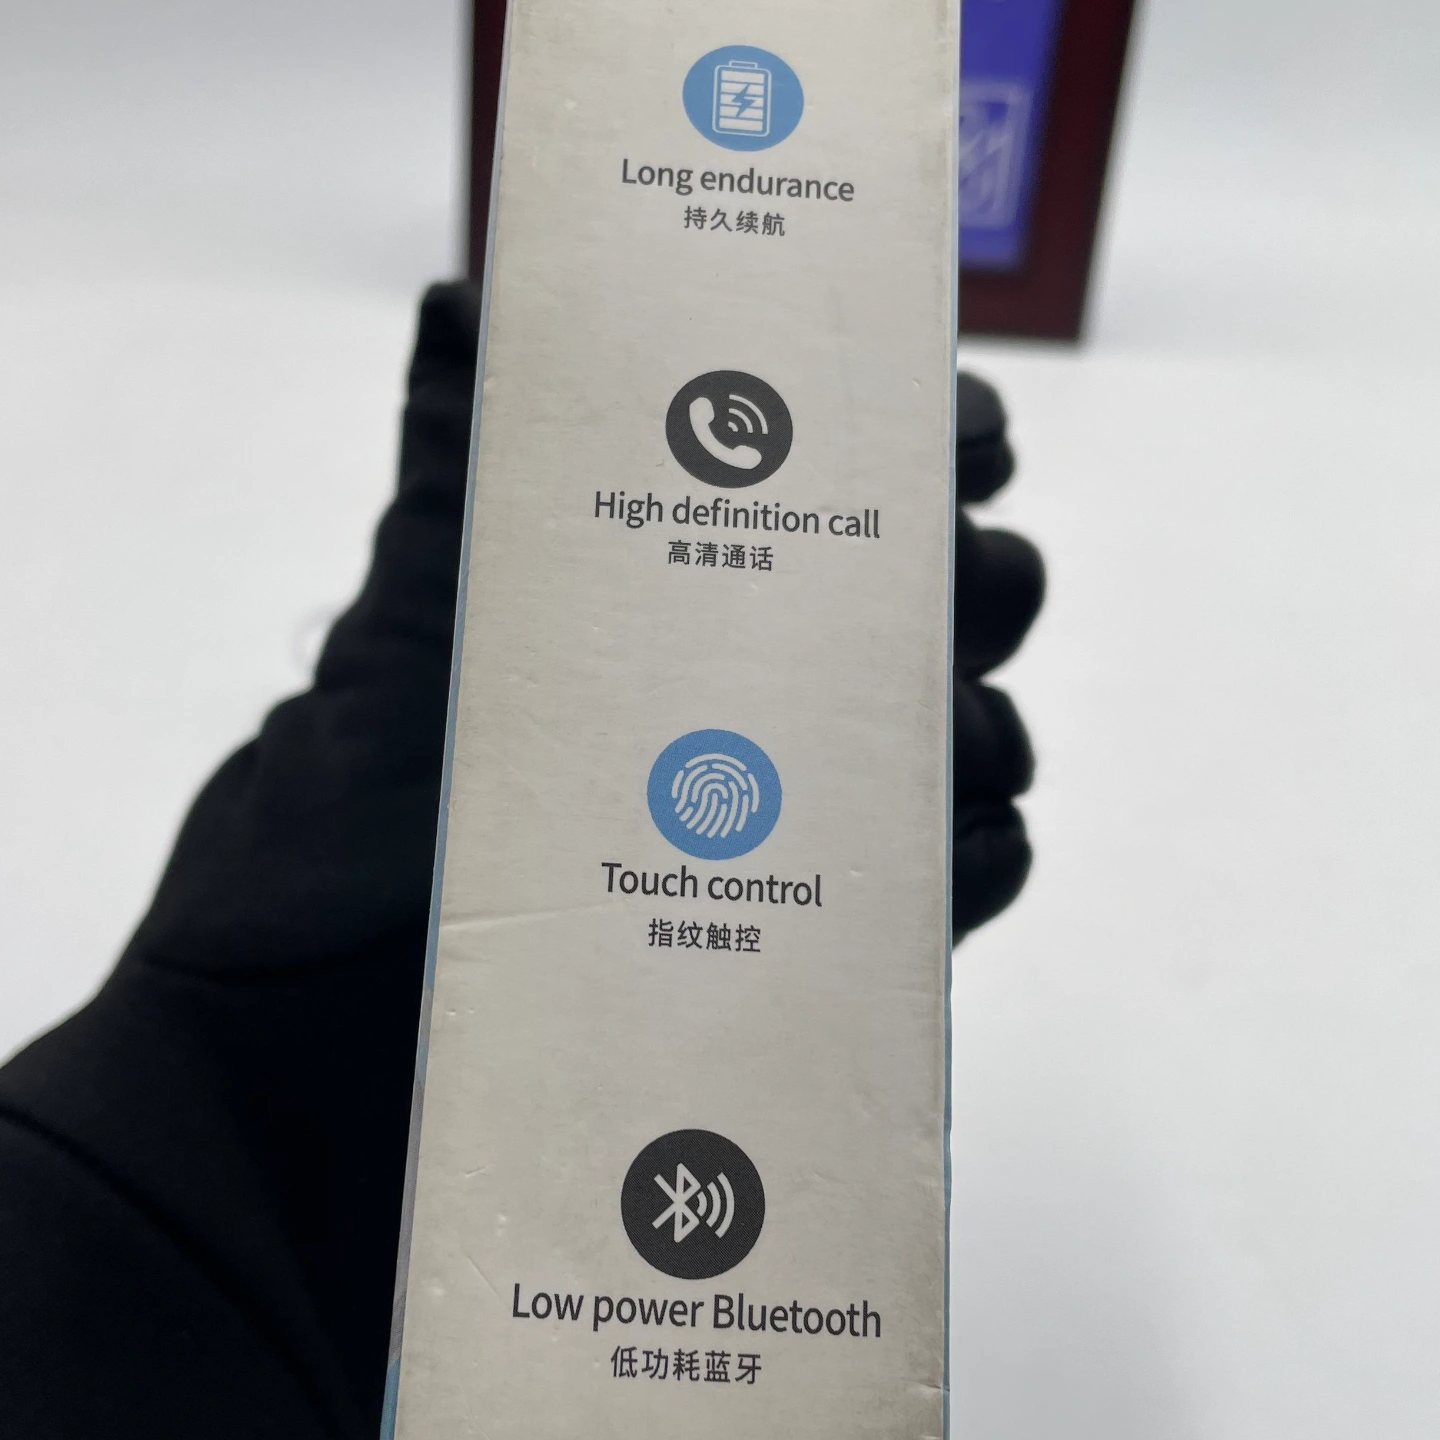 Long endurance
持久续航
High definition call
高清通话
Touch control
指纹触控
Low power Bluetooth
低功耗蓝牙